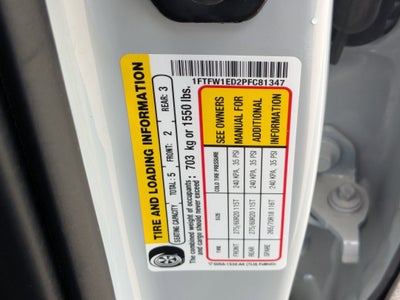 1FTFW1ED2PFC81347
TIRE AND LOADING INFORMATION
SEATING CAPACITY TOTAL: 5 FRONT: 2 REAR: 3
The combined weight of occupants
and cargo should never exceed: 703 kg or 1550 lbs.
SIZE COLD TIRE PRESSURE
FRONT 275/60R20 115T 240 KPA, 35 PSI
REAR 275/60R20 115T 240 KPA, 35 PSI
SPARE 265/70R18 116T 240 KPA, 35 PSI
SEE OWNERS
MANUAL FOR
ADDITIONAL
INFORMATION